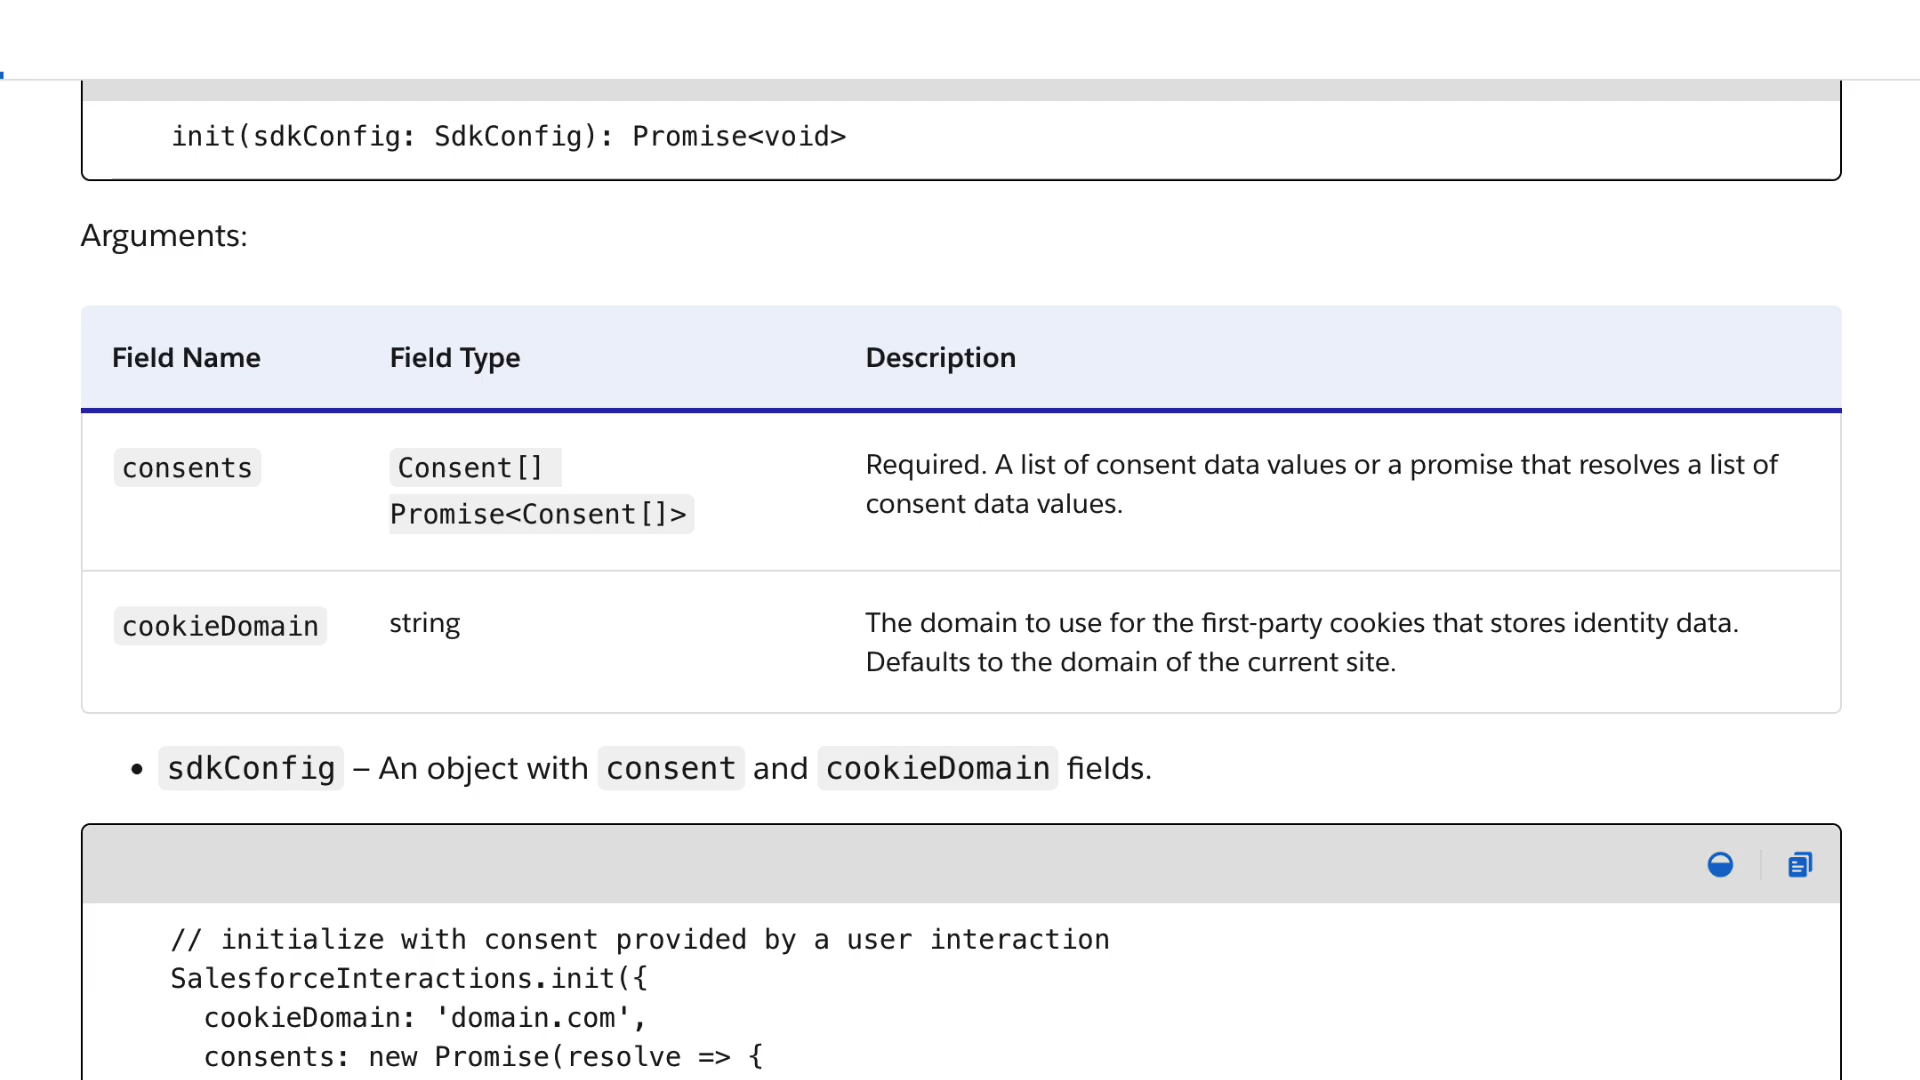 init(sdkConfig: SdkConfig): Promise<void>
Arguments:
Field Name Field Type Description
consents Consent[] Required. A list of consent data values or a promise that resolves a list of
Promise<Consent[]> consent data values.
cookieDomain string The domain to use for the first-party cookies that stores identity data.
Defaults to the domain of the current site.
• sdkConfig – An object with consent and cookieDomain fields.
// initialize with consent provided by a user interaction
SalesforceInteractions.init({
cookieDomain: 'domain.com',
consents: new Promise(resolve => {